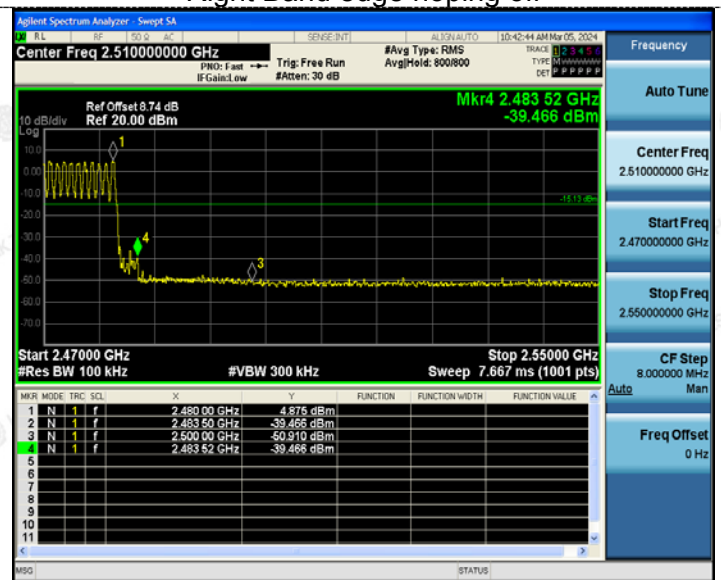 Right Band edge hoping on
Agilent Spectrum Analyzer - Swept SA
RL RF 50 Ω AC SENSE:INT ALIGN AUTO 10:42:44 AM Mar 05, 2024
Center Freq 2.510000000 GHz
PNO: Fast
IFGain:Low
Trig: Free Run
#Atten: 30 dB
#Avg Type: RMS
Avg|Hold: 800/800
TRACE 1 2 3 4 5 6
TYPE M
DET P P P P P P
Mkr4 2.483 52 GHz
-39.466 dBm
Ref Offset 8.74 dB
Ref 20.00 dBm
10 dB/div
Log
10.0
0.00
-10.0
-20.0
-30.0
-40.0
-50.0
-60.0
-70.0
1
4
3
-15.13 dBm
Start 2.47000 GHz
Stop 2.55000 GHz
#Res BW 100 kHz
#VBW 300 kHz
Sweep 7.667 ms (1001 pts)
MKR MODE TRC SCL X Y FUNCTION FUNCTION WIDTH FUNCTION VALUE
1 N 1 f 2.480 00 GHz 4.875 dBm
2 N 1 f 2.483 50 GHz -39.466 dBm
3 N 1 f 2.500 00 GHz -50.910 dBm
4 N 1 f 2.483 52 GHz -39.466 dBm
5
6
7
8
9
10
11
MSG STATUS
Frequency
Auto Tune
Center Freq
2.510000000 GHz
Start Freq
2.470000000 GHz
Stop Freq
2.550000000 GHz
CF Step
8.000000 MHz
Auto Man
Freq Offset
0 Hz